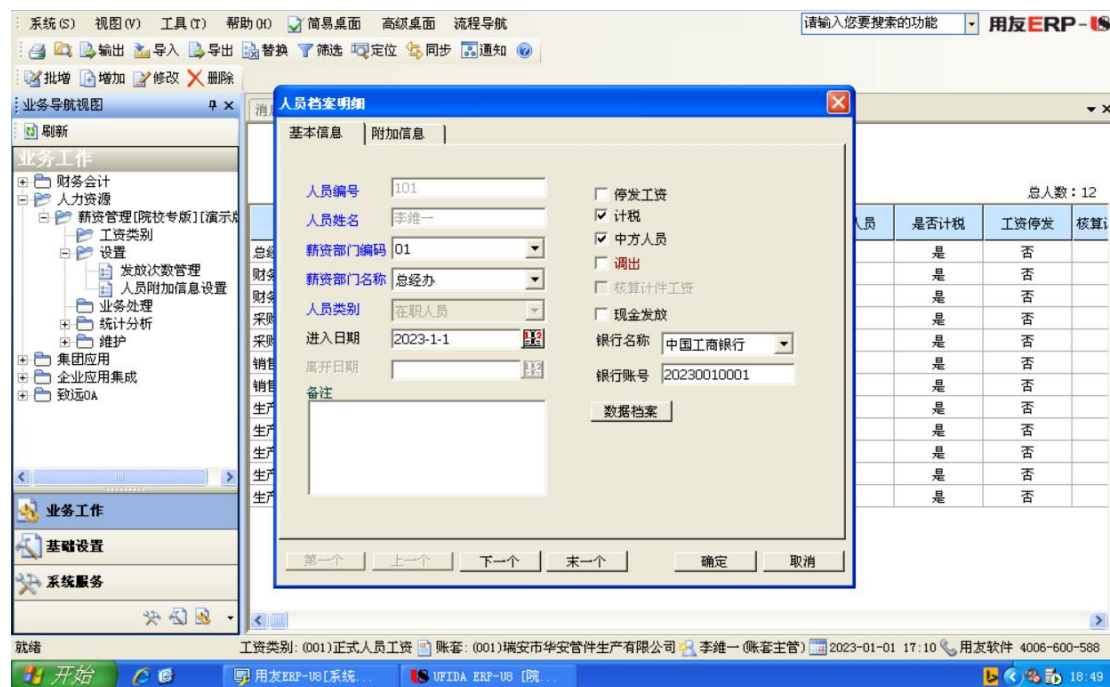 系统(S) 视图(V) 工具(T) 帮助(H) 简易桌面 高级桌面 流程导航 请输入您要搜索的功能 用友ERP-U8
输出 导入 导出 替换 筛选 定位 同步 通知
批增 增加 修改 删除
业务导航视图
刷新
业务工作
财务会计
人力资源
薪资管理[院校专版][演示版
工资类别
设置
发放次数管理
人员附加信息设置
业务处理
统计分析
维护
集团应用
企业应用集成
致远OA
业务工作
基础设置
系统服务
人员档案明细
基本信息 附加信息
人员编号 101
人员姓名 李维一
薪资部门编码 01
薪资部门名称 总经办
人员类别 在职人员
进入日期 2023-1-1
离开日期
备注
停发工资
计税
中方人员
调出
核算计件工资
现金发放
银行名称 中国工商银行
银行账号 20230010001
数据档案
第一个 上一个 下一个 末一个 确定 取消
总人数：12
人员 是否计税 工资停发 核算计
总经 是 否
财务 是 否
财务 是 否
采购 是 否
采购 是 否
销售 是 否
销售 是 否
生产 是 否
生产 是 否
生产 是 否
生产 是 否
生产 是 否
就绪 工资类别: (001)正式人员工资 账套: (001)瑞安市华安管件生产有限公司 李维一 (账套主管) 2023-01-01 17:10 用友软件 4006-600-588
开始 用友ERP-U8[系统... UFIDA ERP-U8 [院... 18:49